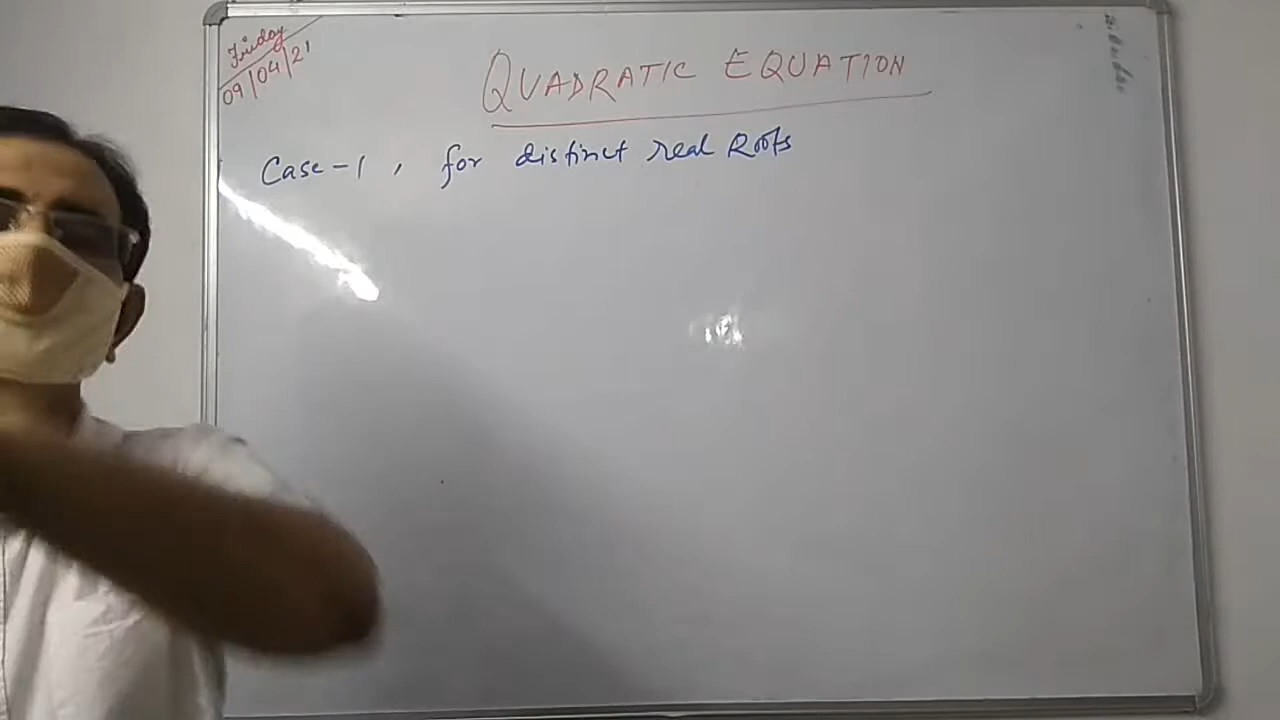 Friday
09/04/21
QUADRATIC EQUATION
Case-1, for distinct real Roots